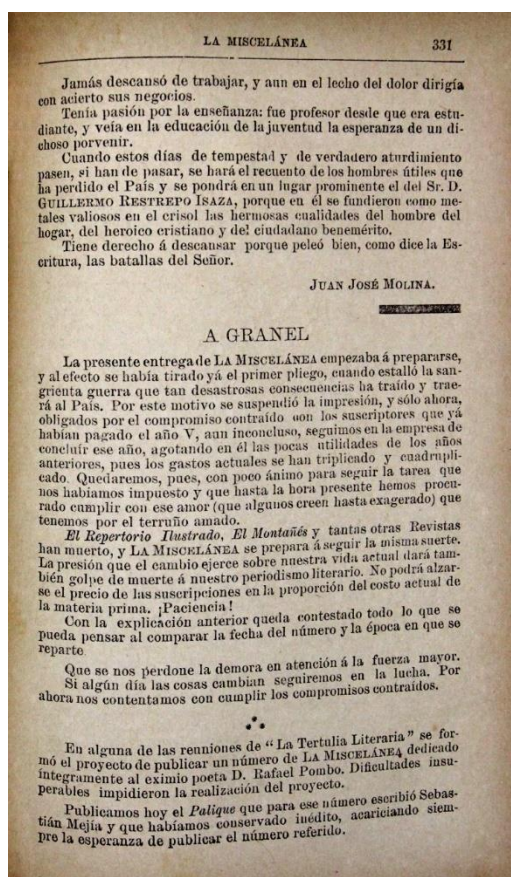 LA MISCELÁNEA 331
Jamás descansó de trabajar, y aun en el lecho del dolor dirigía
con acierto sus negocios.
Tenía pasión por la enseñanza: fue profesor desde que era estu-
diante, y veía en la educación de la juventud la esperanza de un di-
choso porvenir.
Cuando estos días de tempestad y de verdadero aturdimiento
pasen, si han de pasar, se hará el recuento de los hombres útiles que
ha perdido el País y se pondrá en un lugar prominente el del Sr. D.
GUILLERMO RESTREPO ISAZA, porque en él se fundieron como me-
tales valiosos en el crisol las hermosas cualidades del hombre del
hogar, del heroico cristiano y del ciudadano benemérito.
Tiene derecho á descansar porque peleó bien, como dice la Es-
critura, las batallas del Señor.
JUAN JOSÉ MOLINA.
A GRANEL
La presente entrega de LA MISCELÁNEA empezaba á prepararse,
y al efecto se había tirado yá el primer pliego, cuando estalló la san-
grienta guerra que tan desastrosas consecuencias ha traído y trae-
rá al País. Por este motivo se suspendió la impresión, y sólo ahora,
obligados por el compromiso contraído con los suscriptores que yá
habían pagado el año V, aun inconcluso, seguimos en la empresa de
concluír ese año, agotando en él las pocas utilidades de los años
anteriores, pues los gastos actuales se han triplicado y cuadrupli-
cado. Quedaremos, pues, con poco ánimo para seguir la tarea que
nos habíamos impuesto y que hasta la hora presente hemos procu-
rado cumplir con ese amor (que algunos creen hasta exagerado) que
tenemos por el terruño amado.
El Repertorio Ilustrado, El Montañés y tantas otras Revistas
han muerto, y LA MISCELÁNEA se prepara á seguir la misma suerte.
La presión que el cambio ejerce sobre nuestra vida actual dará tam-
bién golpe de muerte á nuestro periodismo literario. No podrá alzar-
se el precio de las suscripciones en la proporción del costo actual de
la materia prima. ¡Paciencia!
Con la explicación anterior queda contestado todo lo que se
pueda pensar al comparar la fecha del número y la época en que se
reparte
Que se nos perdone la demora en atención á la fuerza mayor.
Si algún día las cosas cambian seguiremos en la lucha. Por
ahora nos contentamos con cumplir los compromisos contraídos.
En alguna de las reuniones de “La Tertulia Literaria” se for-
mó el proyecto de publicar un número de LA MISCELÁNEA dedicado
íntegramente al eximio poeta D. Rafael Pombo. Dificultades insu-
perables impidieron la realización del proyecto.
Publicamos hoy el Palique que para ese número escribió Sebas-
tián Mejía y que habíamos conservado inédito, acariciando siem-
pre la esperanza de publicar el número referido.